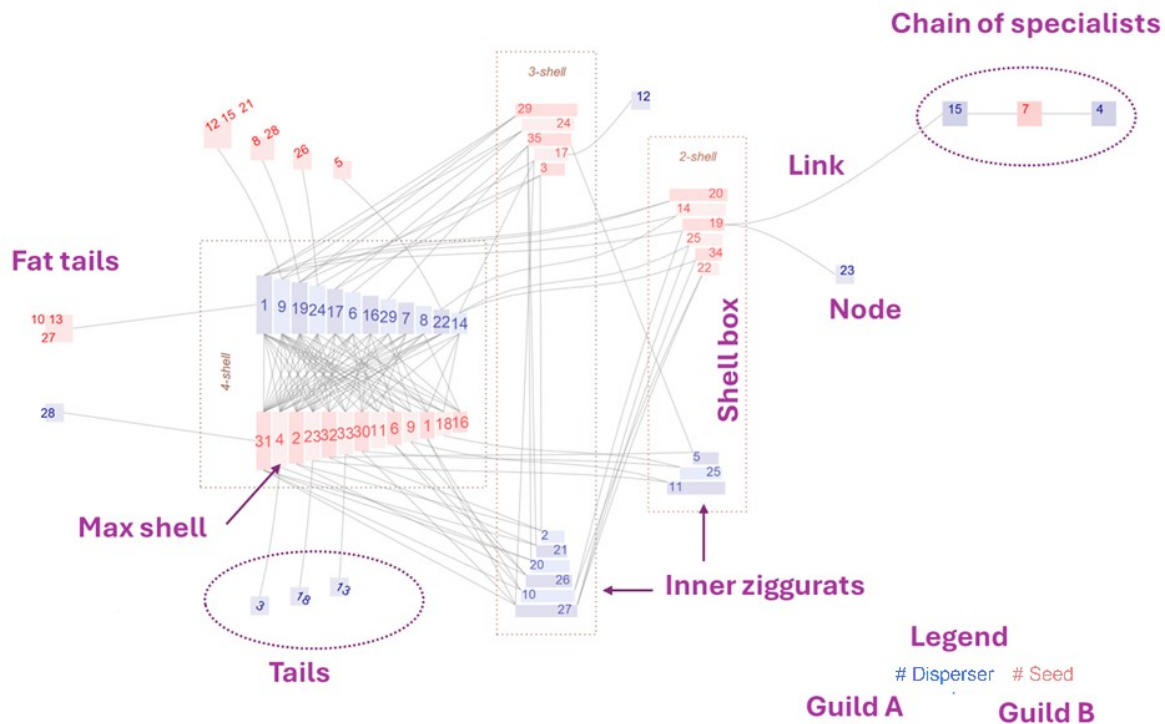 Chain of specialists
15 7 4
3-shell
29
24
35
17
3
12
12 15 21
8 28
26
5
2-shell
20
14
19
25
34
22
Link
23
Node
Fat tails
10 13
27
28
4-shell
1 9 19 24 17 6 16 29 7 8 22 14
31 4 2 23 32 33 30 11 6 9 1 18 16
Max shell
Shell box
5
25
11
2
21
20
26
10
27
Inner ziggurats
3 18 13
Tails
Legend
# Disperser # Seed
Guild A Guild B